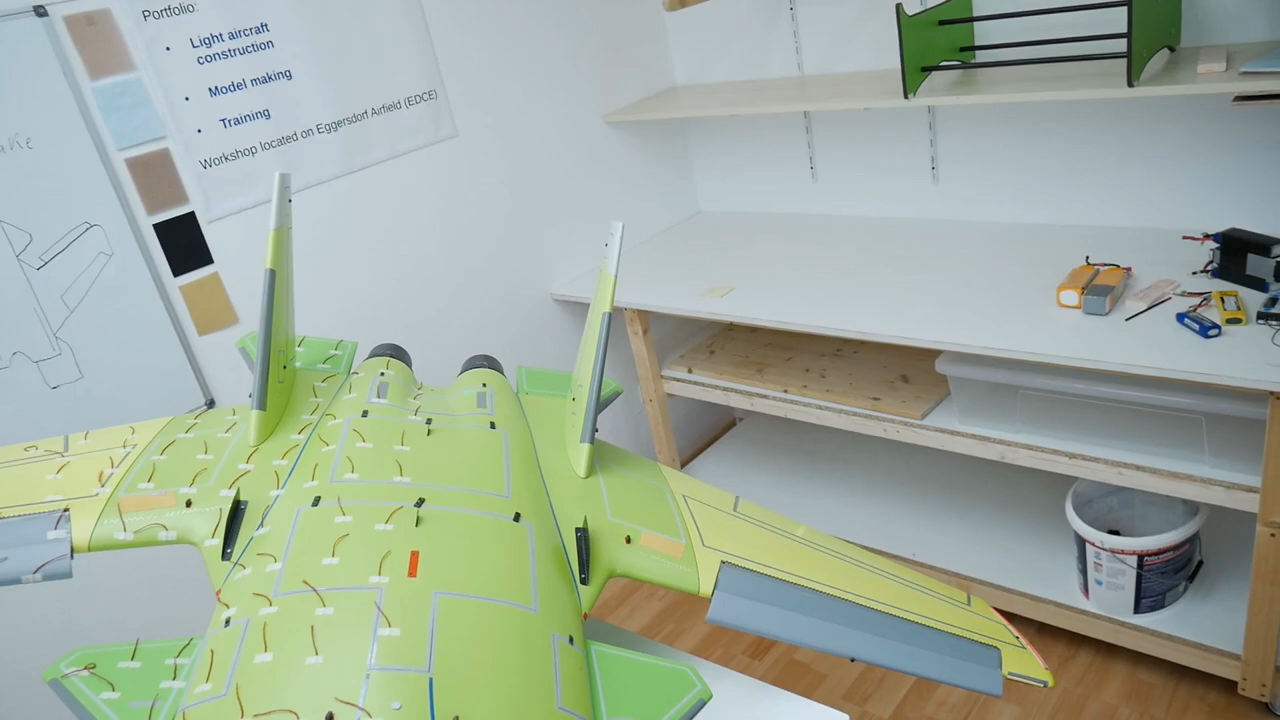 Portfolio:
• Light aircraft
construction
• Model making
• Training
Workshop located on Eggersdorf Airfield (EDCE)